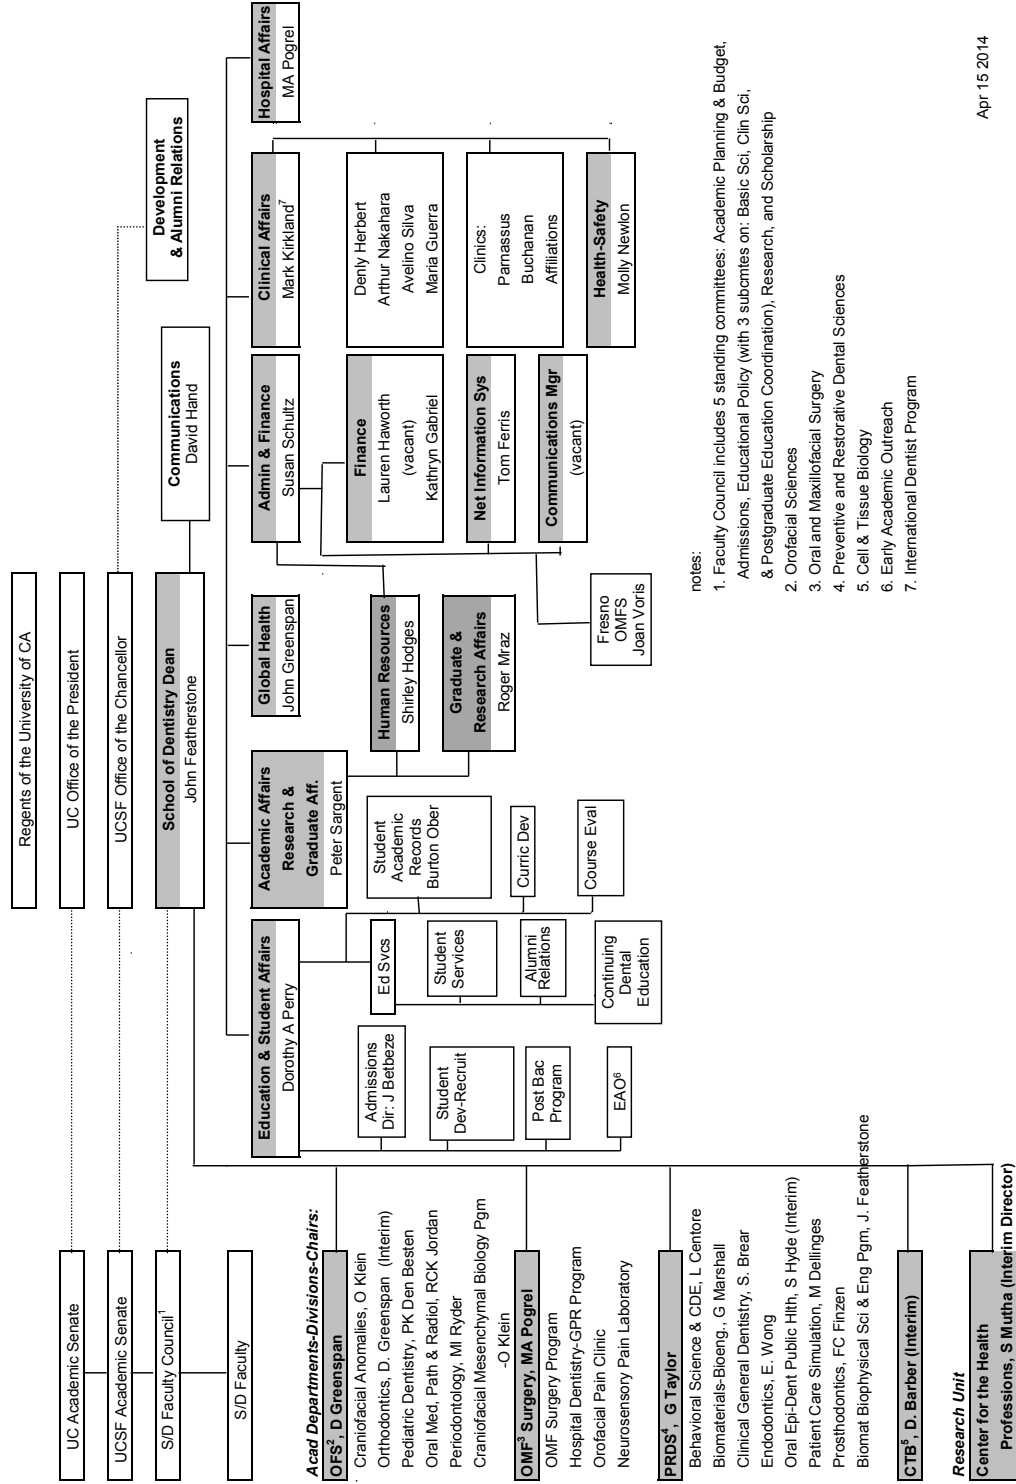 Regents of the University of CA
UC Office of the President
UCSF Office of the Chancellor
School of Dentistry Dean
John Featherstone
UC Academic Senate
UCSF Academic Senate
S/D Faculty Council1
S/D Faculty
Communications
David Hand
Development
& Alumni Relations
Education & Student Affairs
Dorothy A Perry
Academic Affairs
Research &
Graduate Aff.
Peter Sargent
Global Health
John Greenspan
Admin & Finance
Susan Schultz
Clinical Affairs
Mark Kirkland7
Hospital Affairs
MA Pogrel
Admissions
Dir: J Betbeze
Student
Dev-Recruit
Post Bac
Program
EAO6
Ed Svcs
Student
Services
Alumni
Relations
Continuing
Dental
Education
Student
Academic
Records
Burton Ober
Curric Dev
Course Eval
Human Resources
Shirley Hodges
Graduate &
Research Affairs
Roger Mraz
Finance
Lauren Haworth
(vacant)
Kathryn Gabriel
Net Information Sys
Tom Ferris
Communications Mgr
(vacant)
Fresno
OMFS
Joan Voris
Denly Herbert
Arthur Nakahara
Avelino Silva
Maria Guerra
Clinics:
Parnassus
Buchanan
Affiliations
Health-Safety
Molly Newlon
Acad Departments-Divisions-Chairs:
OFS2, D Greenspan
Craniofacial Anomalies, O Klein
Orthodontics, D. Greenspan (Interim)
Pediatric Dentistry, PK Den Besten
Oral Med, Path & Radiol, RCK Jordan
Periodontology, MI Ryder
Craniofacial Mesenchymal Biology Pgm
-O Klein
OMF3 Surgery, MA Pogrel
OMF Surgery Program
Hospital Dentistry-GPR Program
Orofacial Pain Clinic
Neurosensory Pain Laboratory
PRDS4, G Taylor
Behavioral Science & CDE, L Centore
Biomaterials-Bioeng., G Marshall
Clinical General Dentistry, S. Brear
Endodontics, E. Wong
Oral Epi-Dent Public Hlth, S Hyde (Interim)
Patient Care Simulation, M Dellinges
Prosthodontics, FC Finzen
Biomat Biophysical Sci & Eng Pgm, J. Featherstone
CTB5, D. Barber (Interim)
Research Unit
Center for the Health
Professions, S Mutha (Interim Director)
notes:
1. Faculty Council includes 5 standing committees: Academic Planning & Budget,
Admissions, Educational Policy (with 3 subcmtes on: Basic Sci, Clin Sci,
& Postgraduate Education Coordination), Research, and Scholarship
2. Orofacial Sciences
3. Oral and Maxillofacial Surgery
4. Preventive and Restorative Dental Sciences
5. Cell & Tissue Biology
6. Early Academic Outreach
7. International Dentist Program
Apr 15 2014